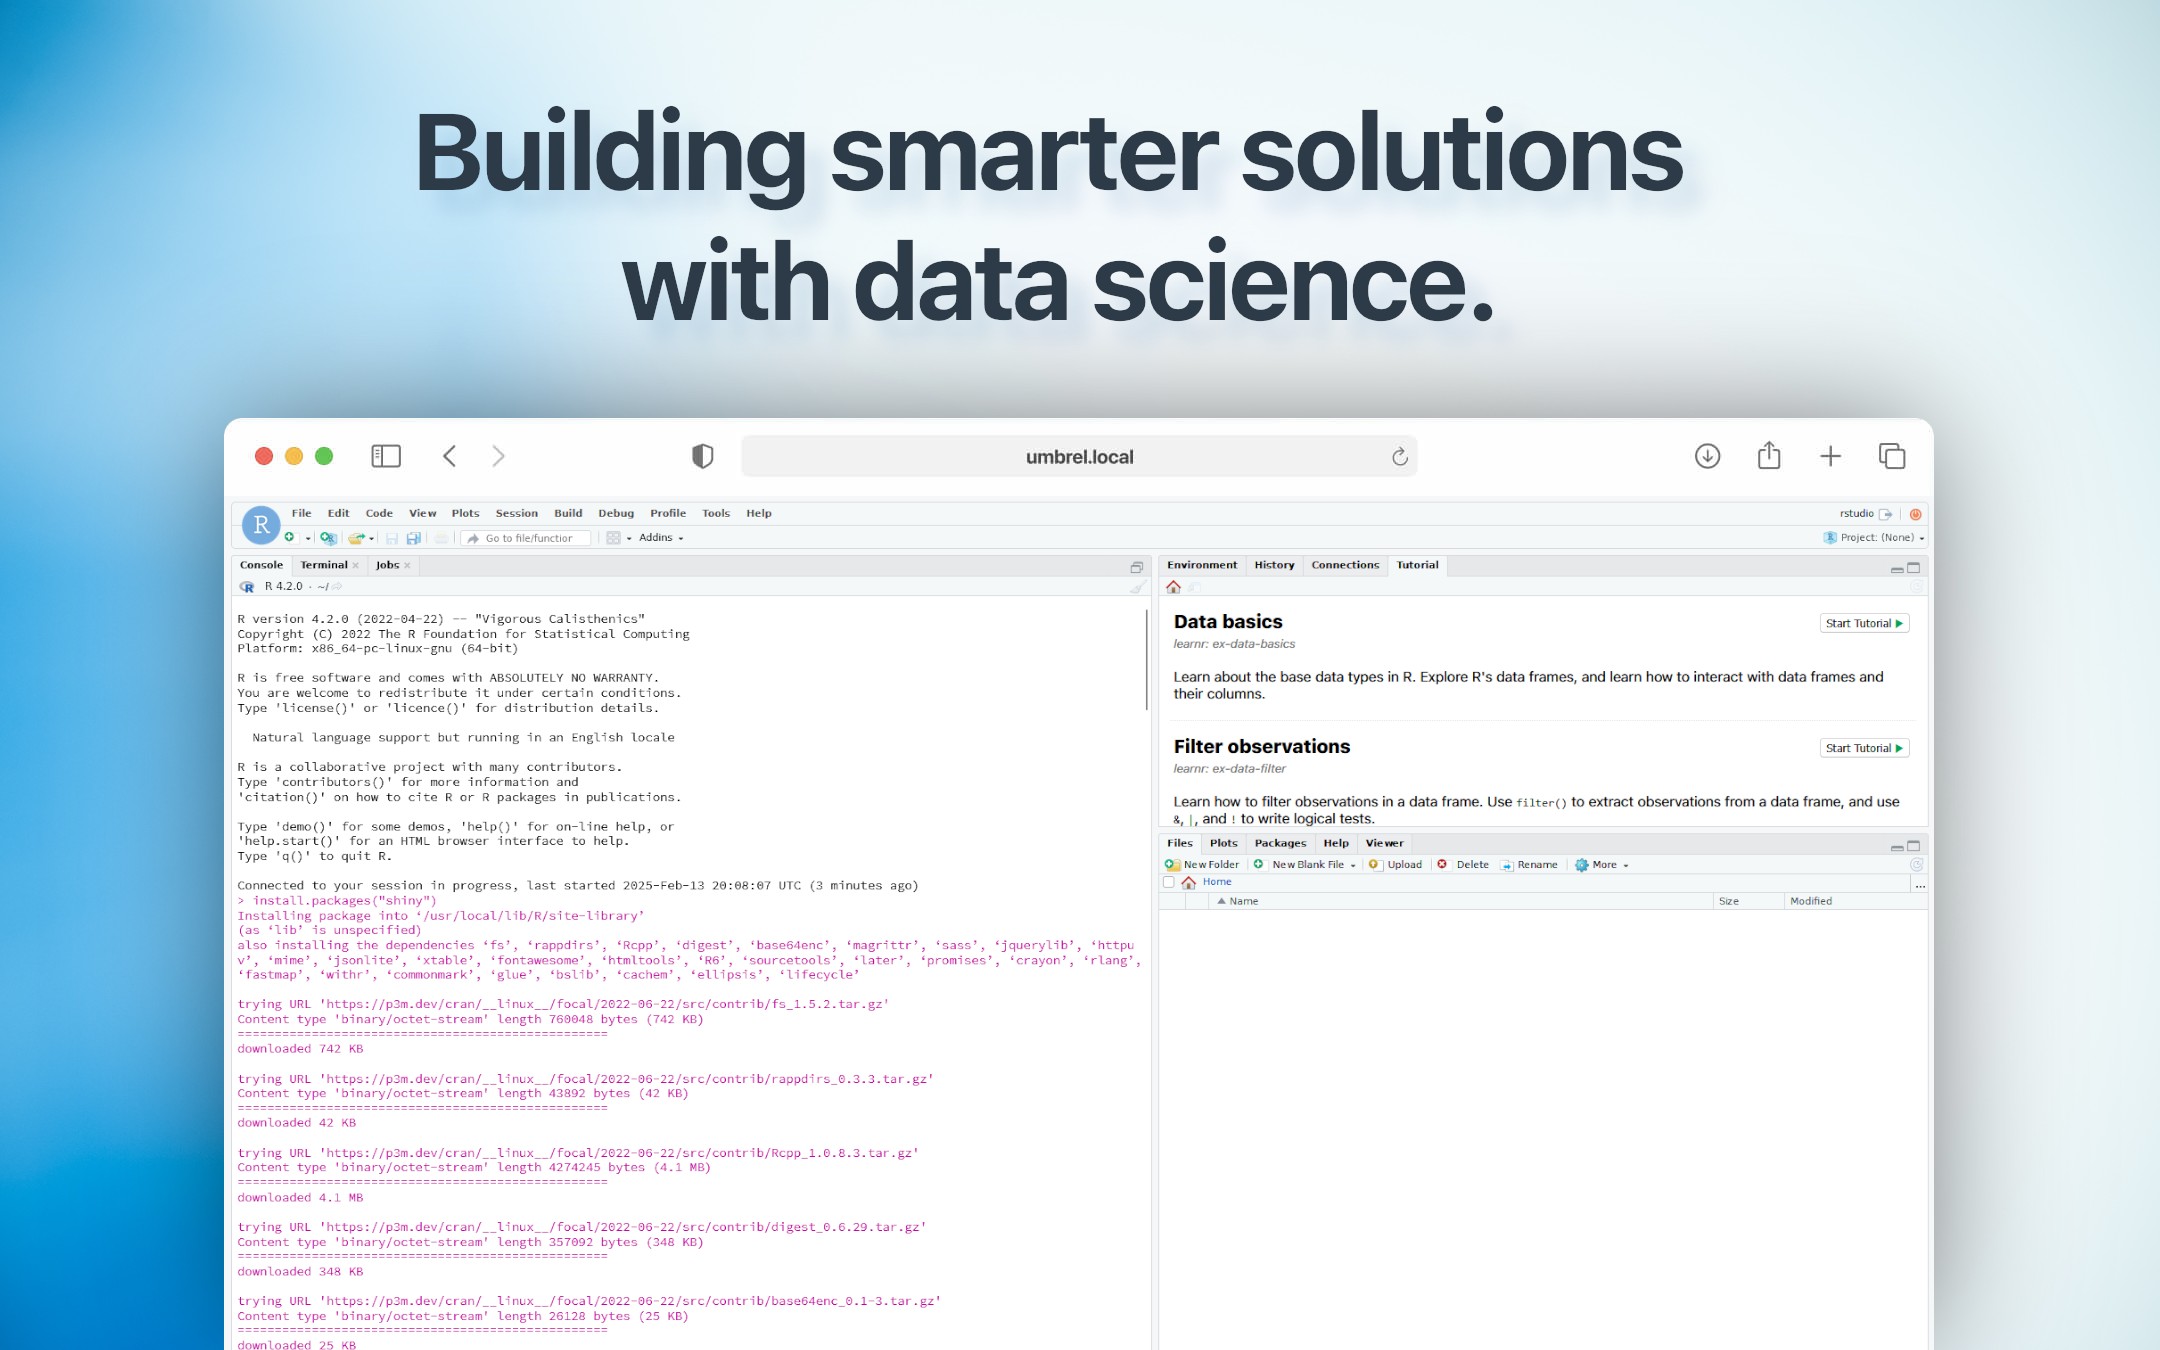 Building smarter solutions
with data science.
umbrel.local
R
File Edit Code View Plots Session Build Debug Profile Tools Help
rstudio
Go to file/functior
Addins
Project: (None)
Console Terminal Jobs
R 4.2.0 · ~/
R version 4.2.0 (2022-04-22) -- "Vigorous Calisthenics"
Copyright (C) 2022 The R Foundation for Statistical Computing
Platform: x86_64-pc-linux-gnu (64-bit)
R is free software and comes with ABSOLUTELY NO WARRANTY.
You are welcome to redistribute it under certain conditions.
Type 'license()' or 'licence()' for distribution details.
Natural language support but running in an English locale
R is a collaborative project with many contributors.
Type 'contributors()' for more information and
'citation()' on how to cite R or R packages in publications.
Type 'demo()' for some demos, 'help()' for on-line help, or
'help.start()' for an HTML browser interface to help.
Type 'q()' to quit R.
Connected to your session in progress, last started 2025-Feb-13 20:08:07 UTC (3 minutes ago)
> install.packages("shiny")
Installing package into ‘/usr/local/lib/R/site-library’
(as ‘lib’ is unspecified)
also installing the dependencies ‘fs’, ‘rappdirs’, ‘Rcpp’, ‘digest’, ‘base64enc’, ‘magrittr’, ‘sass’, ‘jquerylib’, ‘httpu
v’, ‘mime’, ‘jsonlite’, ‘xtable’, ‘fontawesome’, ‘htmltools’, ‘R6’, ‘sourcetools’, ‘later’, ‘promises’, ‘crayon’, ‘rlang’,
‘fastmap’, ‘withr’, ‘commonmark’, ‘glue’, ‘bslib’, ‘cachem’, ‘ellipsis’, ‘lifecycle’
trying URL 'https://p3m.dev/cran/__linux__/focal/2022-06-22/src/contrib/fs_1.5.2.tar.gz'
Content type 'binary/octet-stream' length 760048 bytes (742 KB)
==================================================
downloaded 742 KB
trying URL 'https://p3m.dev/cran/__linux__/focal/2022-06-22/src/contrib/rappdirs_0.3.3.tar.gz'
Content type 'binary/octet-stream' length 43892 bytes (42 KB)
==================================================
downloaded 42 KB
trying URL 'https://p3m.dev/cran/__linux__/focal/2022-06-22/src/contrib/Rcpp_1.0.8.3.tar.gz'
Content type 'binary/octet-stream' length 4274245 bytes (4.1 MB)
==================================================
downloaded 4.1 MB
trying URL 'https://p3m.dev/cran/__linux__/focal/2022-06-22/src/contrib/digest_0.6.29.tar.gz'
Content type 'binary/octet-stream' length 357092 bytes (348 KB)
==================================================
downloaded 348 KB
trying URL 'https://p3m.dev/cran/__linux__/focal/2022-06-22/src/contrib/base64enc_0.1-3.tar.gz'
Content type 'binary/octet-stream' length 26128 bytes (25 KB)
==================================================
downloaded 25 KB
Environment History Connections Tutorial
Data basics
Start Tutorial
learnr: ex-data-basics
Learn about the base data types in R. Explore R's data frames, and learn how to interact with data frames and
their columns.
Filter observations
Start Tutorial
learnr: ex-data-filter
Learn how to filter observations in a data frame. Use filter() to extract observations from a data frame, and use
&, |, and ! to write logical tests.
Files Plots Packages Help Viewer
New Folder New Blank File Upload Delete Rename More
Home
...
Name Size Modified